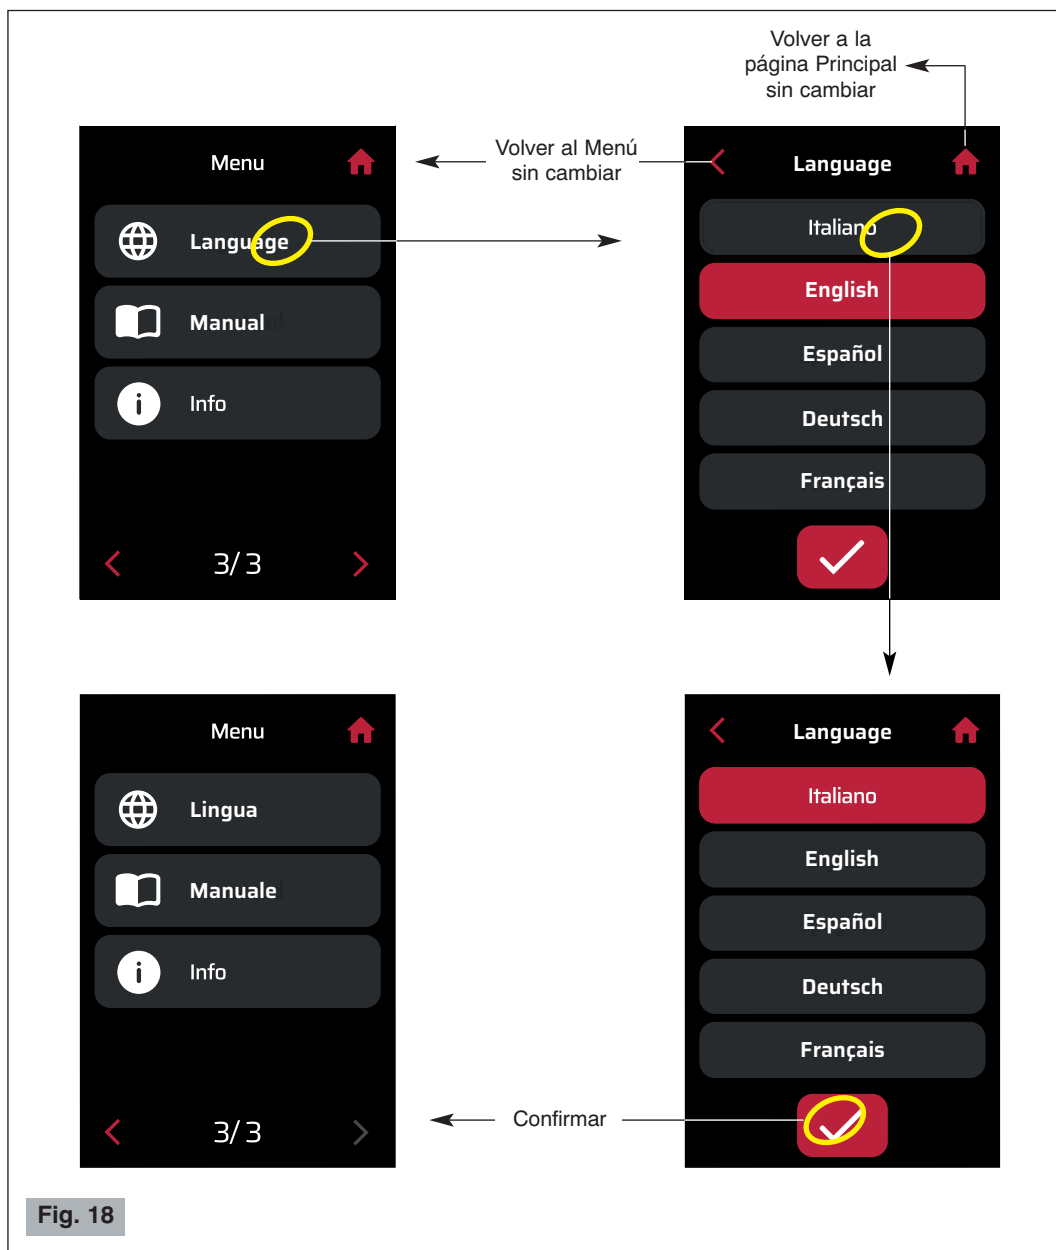 Volver a la
página Principal
sin cambiar
Volver al Menú
sin cambiar
Menu
Language
Manual
Info
3/3
Language
Italiano
English
Español
Deutsch
Français
Menu
Lingua
Manuale
Info
3/3
Language
Italiano
English
Español
Deutsch
Français
Confirmar
Fig. 18